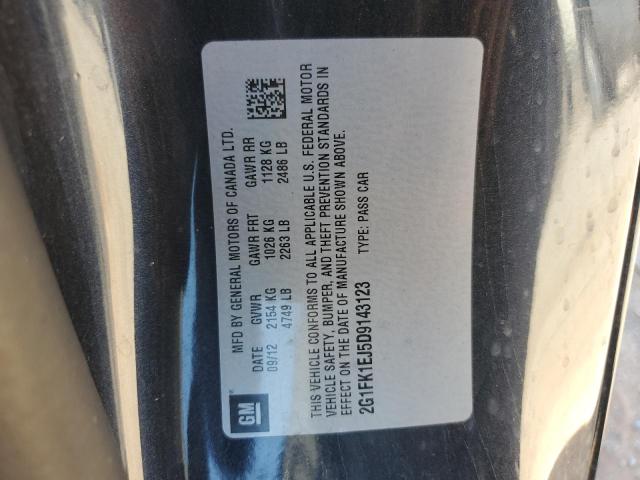 GM
MFD BY GENERAL MOTORS OF CANADA LTD.
DATE GVWR GAWR FRT GAWR RR
09/12 2154 KG 1026 KG 1128 KG
4749 LB 2263 LB 2486 LB
THIS VEHICLE CONFORMS TO ALL APPLICABLE U.S. FEDERAL MOTOR
VEHICLE SAFETY, BUMPER, AND THEFT PREVENTION STANDARDS IN
EFFECT ON THE DATE OF MANUFACTURE SHOWN ABOVE.
2G1FK1EJ5D9143123 TYPE: PASS CAR